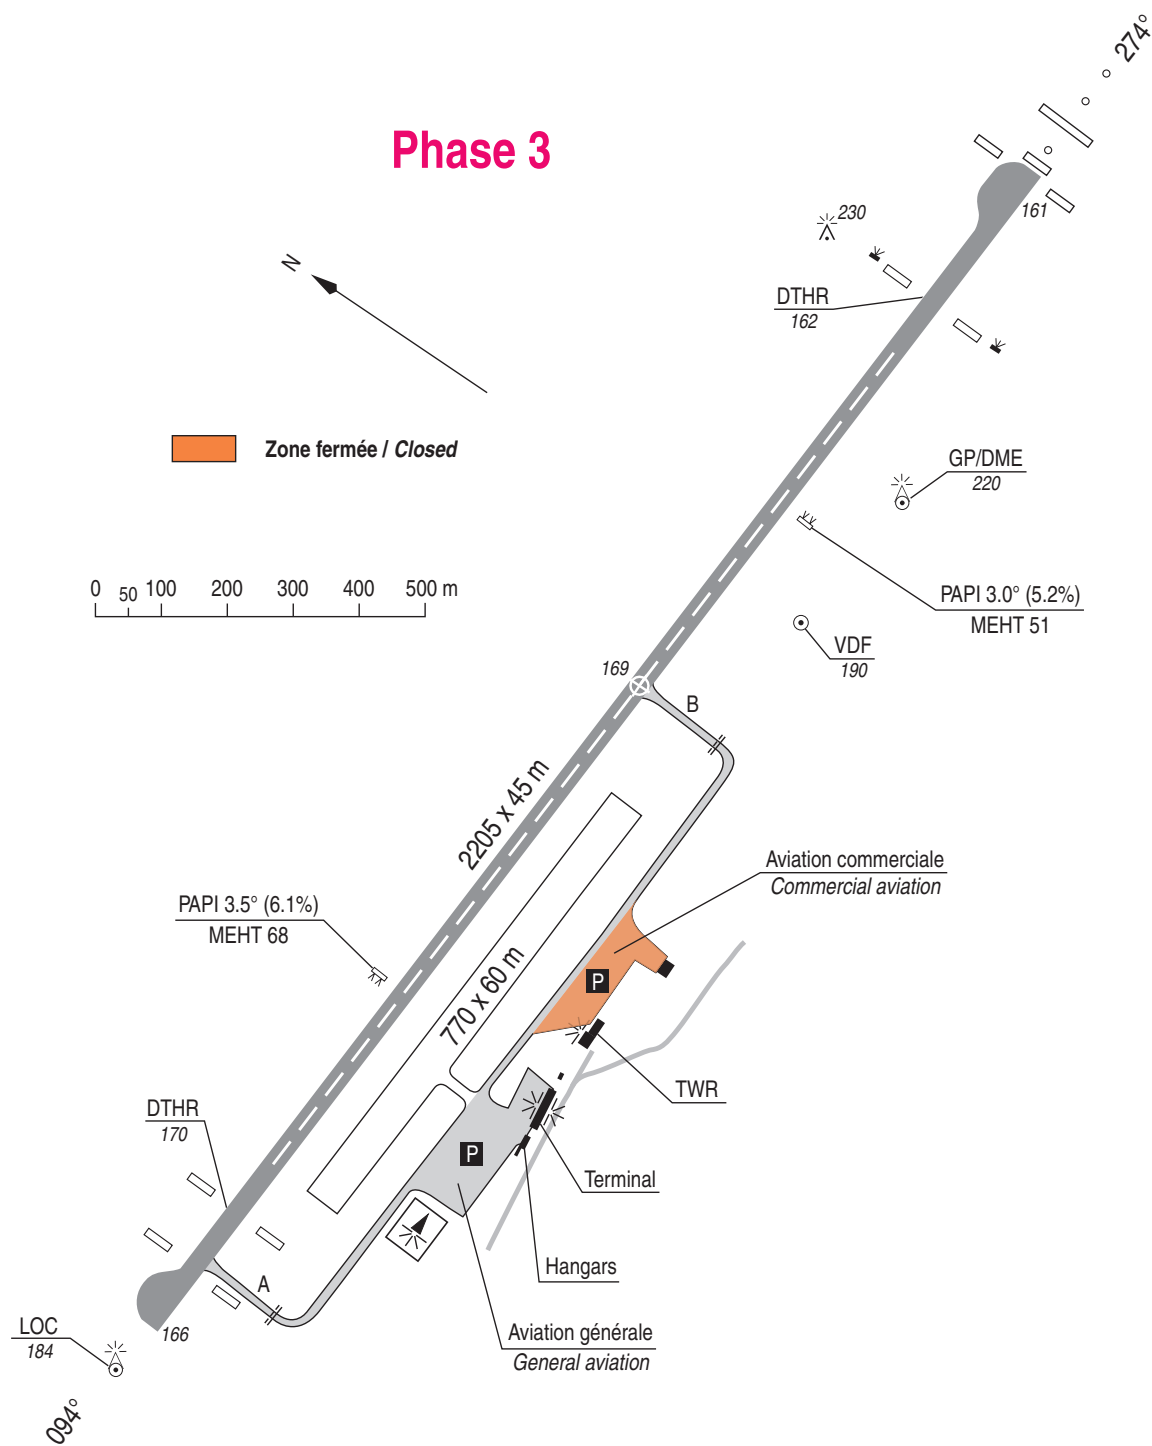 274°
Phase 3
161
230
N
DTHR
162
Zone fermée / Closed
GP/DME
220
0 50 100 200 300 400 500 m
PAPI 3.0° (5.2%)
MEHT 51
VDF
190
169
B
2205 x 45 m
Aviation commerciale
Commercial aviation
PAPI 3.5° (6.1%)
MEHT 68
P
770 x 60 m
TWR
DTHR
170
P
Terminal
Hangars
A
LOC
184
166
Aviation générale
General aviation
094°